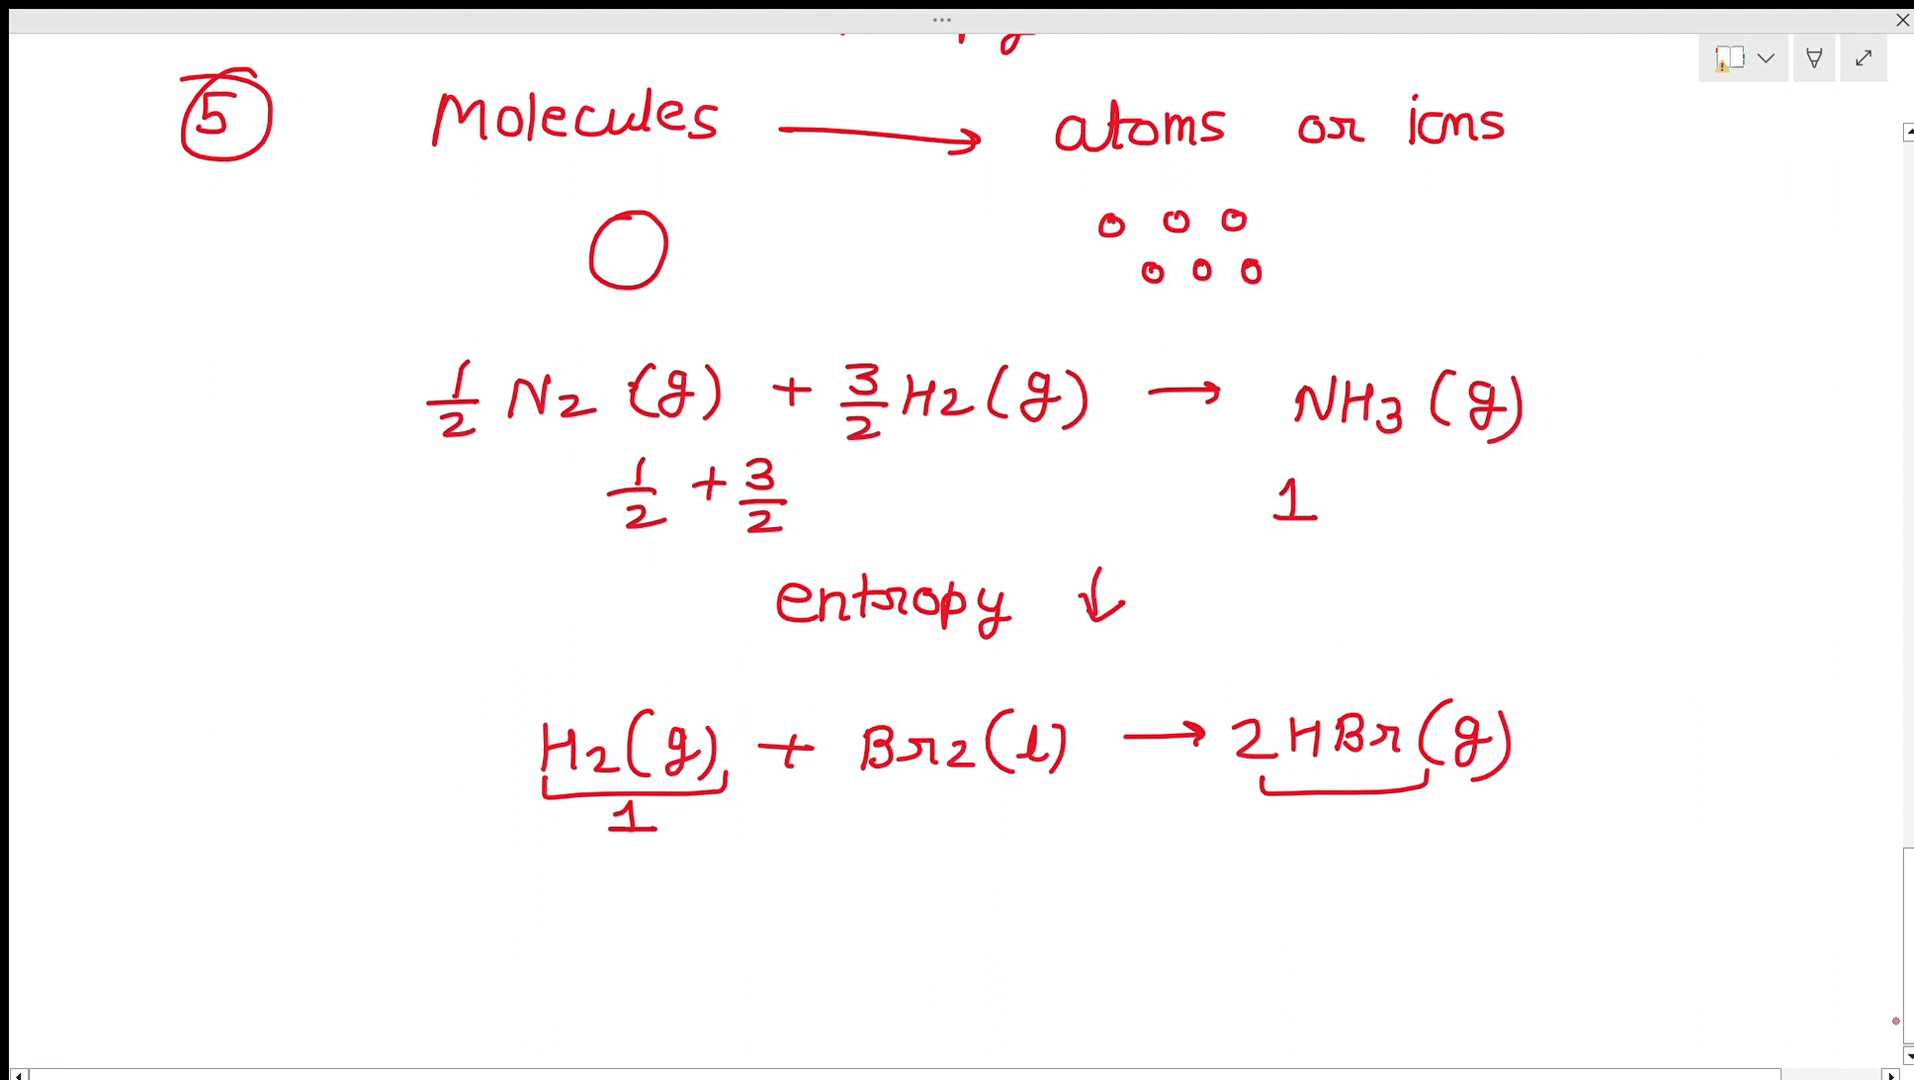 5 Molecules → atoms or ions
1/2 N2 (g) + 3/2 H2 (g) → NH3 (g)
1/2 + 3/2 1
entropy ↓
H2 (g) + Br2 (l) → 2HBr (g)
1